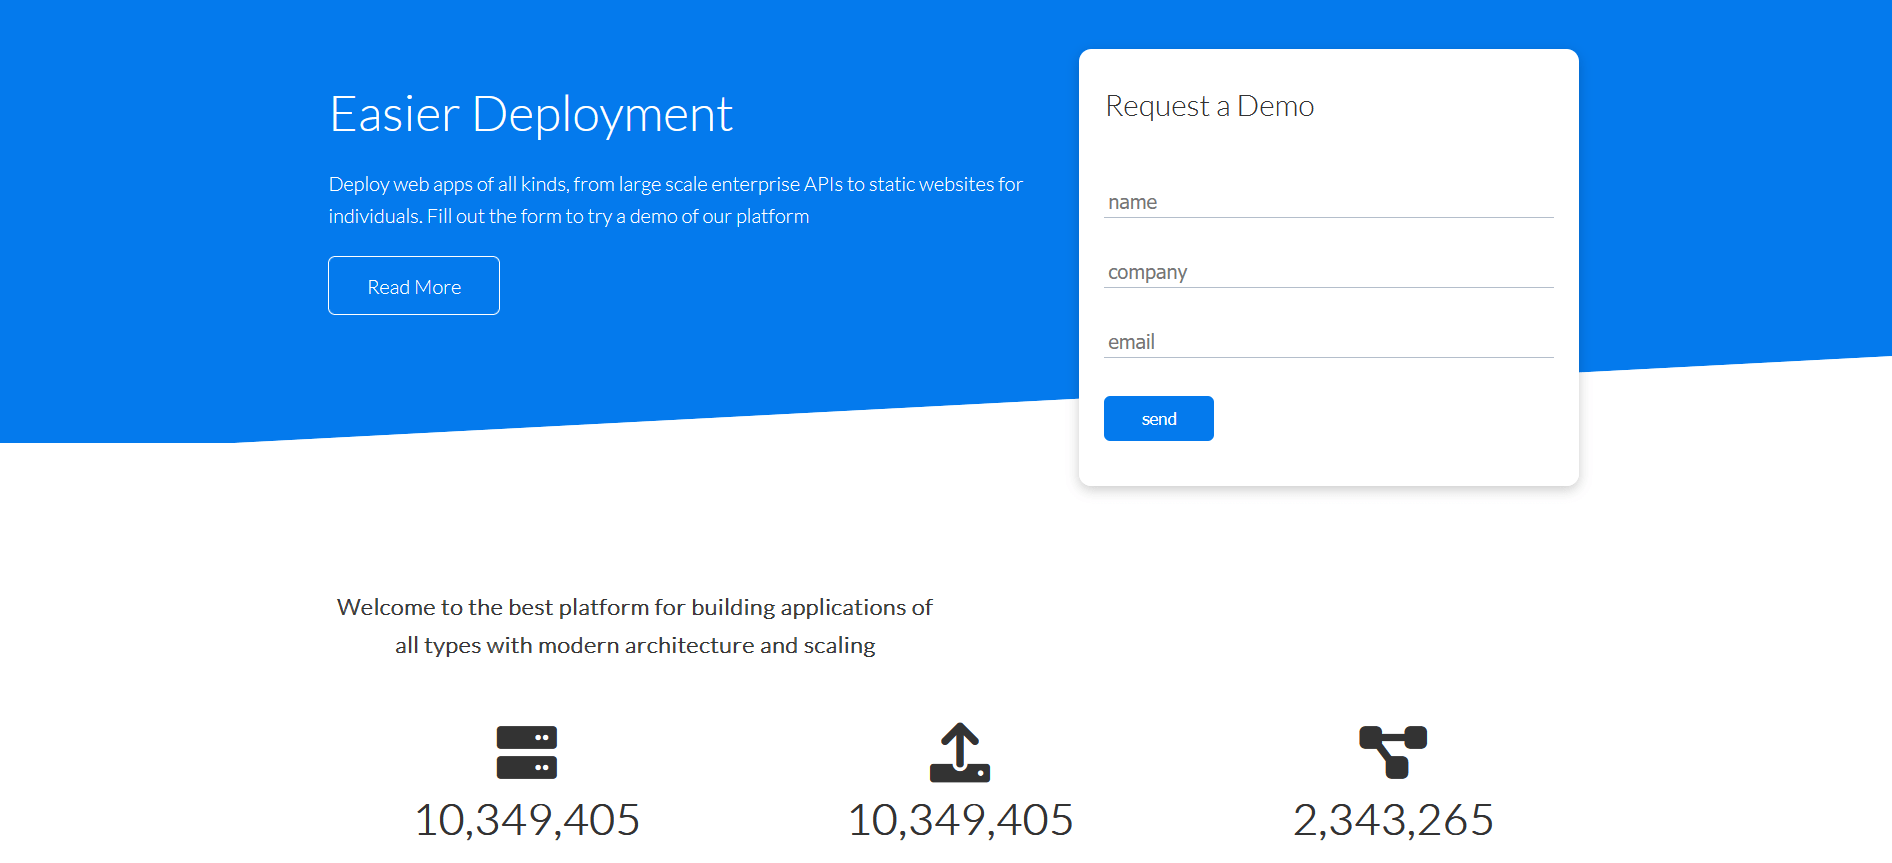 Easier Deployment
Deploy web apps of all kinds, from large scale enterprise APIs to static websites for
individuals. Fill out the form to try a demo of our platform
Read More
Request a Demo
name
company
email
send
Welcome to the best platform for building applications of
all types with modern architecture and scaling
10,349,405
10,349,405
2,343,265